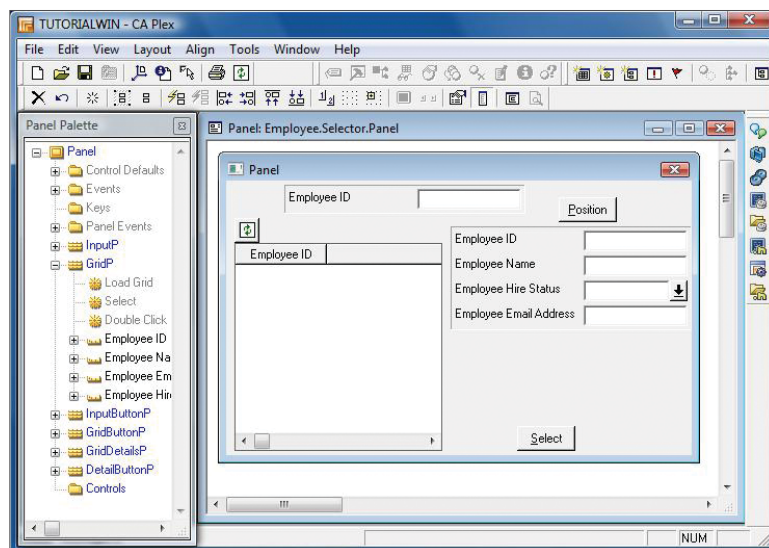 TUTORIALWIN - CA Plex
File Edit View Layout Align Tools Window Help
Panel Palette
Panel
Control Defaults
Events
Keys
Panel Events
InputP
GridP
Load Grid
Select
Double Click
Employee ID
Employee Na
Employee Em
Employee Hir
InputButtonP
GridButtonP
GridDetailsP
DetailButtonP
Controls
Panel: Employee.Selector.Panel
Panel
Employee ID
Position
Employee ID
Employee ID
Employee Name
Employee Hire Status
Employee Email Address
Select
NUM